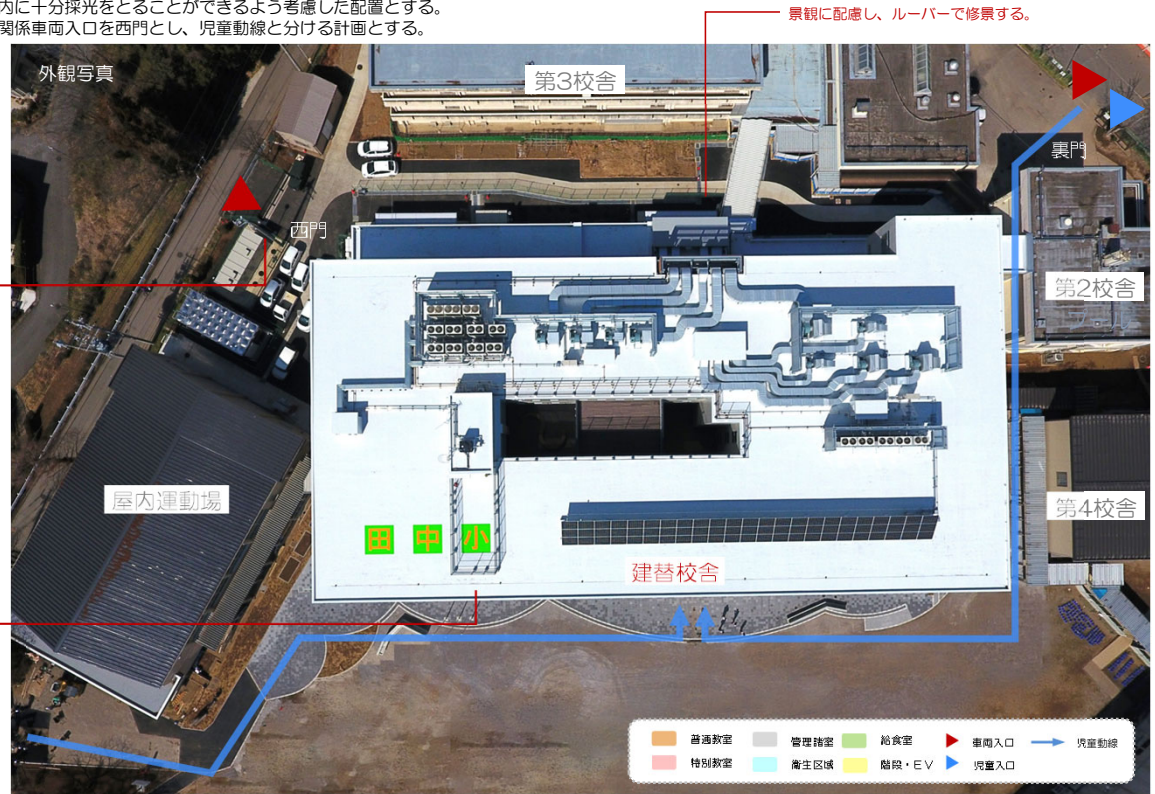 内に十分採光をとることができるよう考慮した配置とする。
関係車両入口を西門とし、児童動線と分ける計画とする。
景観に配慮し、ルーバーで修景する。
外観写真
第3校舎
裏門
西門
第2校舎
屋内運動場
第4校舎
田中小
建替校舎
普通教室
管理諸室
給食室
車両入口
児童動線
特別教室
衛生区域
階段・EV
児童入口